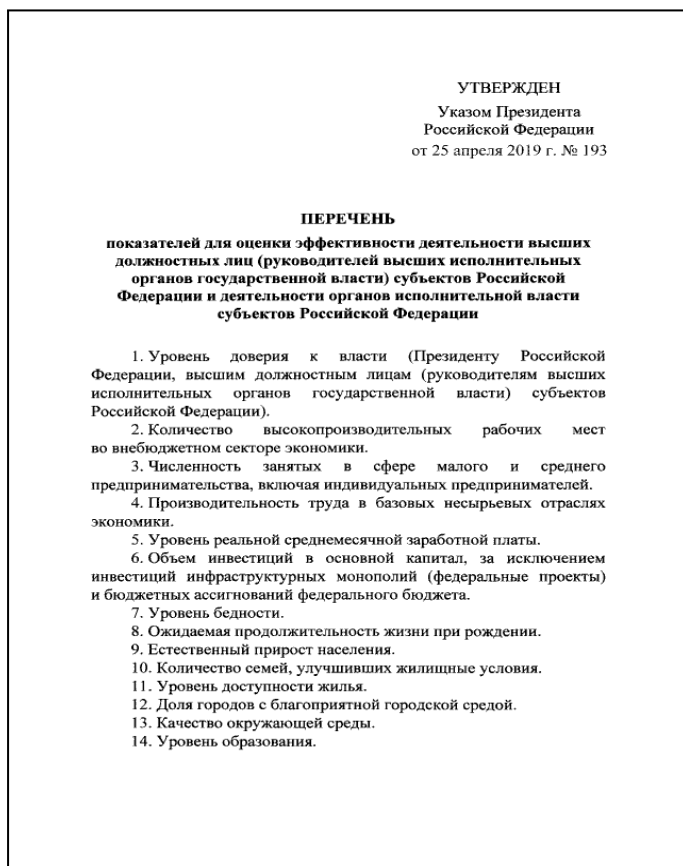 УТВЕРЖДЕН
Указом Президента
Российской Федерации
от 25 апреля 2019 г. № 193
ПЕРЕЧЕНЬ
показателей для оценки эффективности деятельности высших
должностных лиц (руководителей высших исполнительных
органов государственной власти) субъектов Российской
Федерации и деятельности органов исполнительной власти
субъектов Российской Федерации
1. Уровень доверия к власти (Президенту Российской
Федерации, высшим должностным лицам (руководителям высших
исполнительных органов государственной власти) субъектов
Российской Федерации).
2. Количество высокопроизводительных рабочих мест
во внебюджетном секторе экономики.
3. Численность занятых в сфере малого и среднего
предпринимательства, включая индивидуальных предпринимателей.
4. Производительность труда в базовых несырьевых отраслях
экономики.
5. Уровень реальной среднемесячной заработной платы.
6. Объем инвестиций в основной капитал, за исключением
инвестиций инфраструктурных монополий (федеральные проекты)
и бюджетных ассигнований федерального бюджета.
7. Уровень бедности.
8. Ожидаемая продолжительность жизни при рождении.
9. Естественный прирост населения.
10. Количество семей, улучшивших жилищные условия.
11. Уровень доступности жилья.
12. Доля городов с благоприятной городской средой.
13. Качество окружающей среды.
14. Уровень образования.